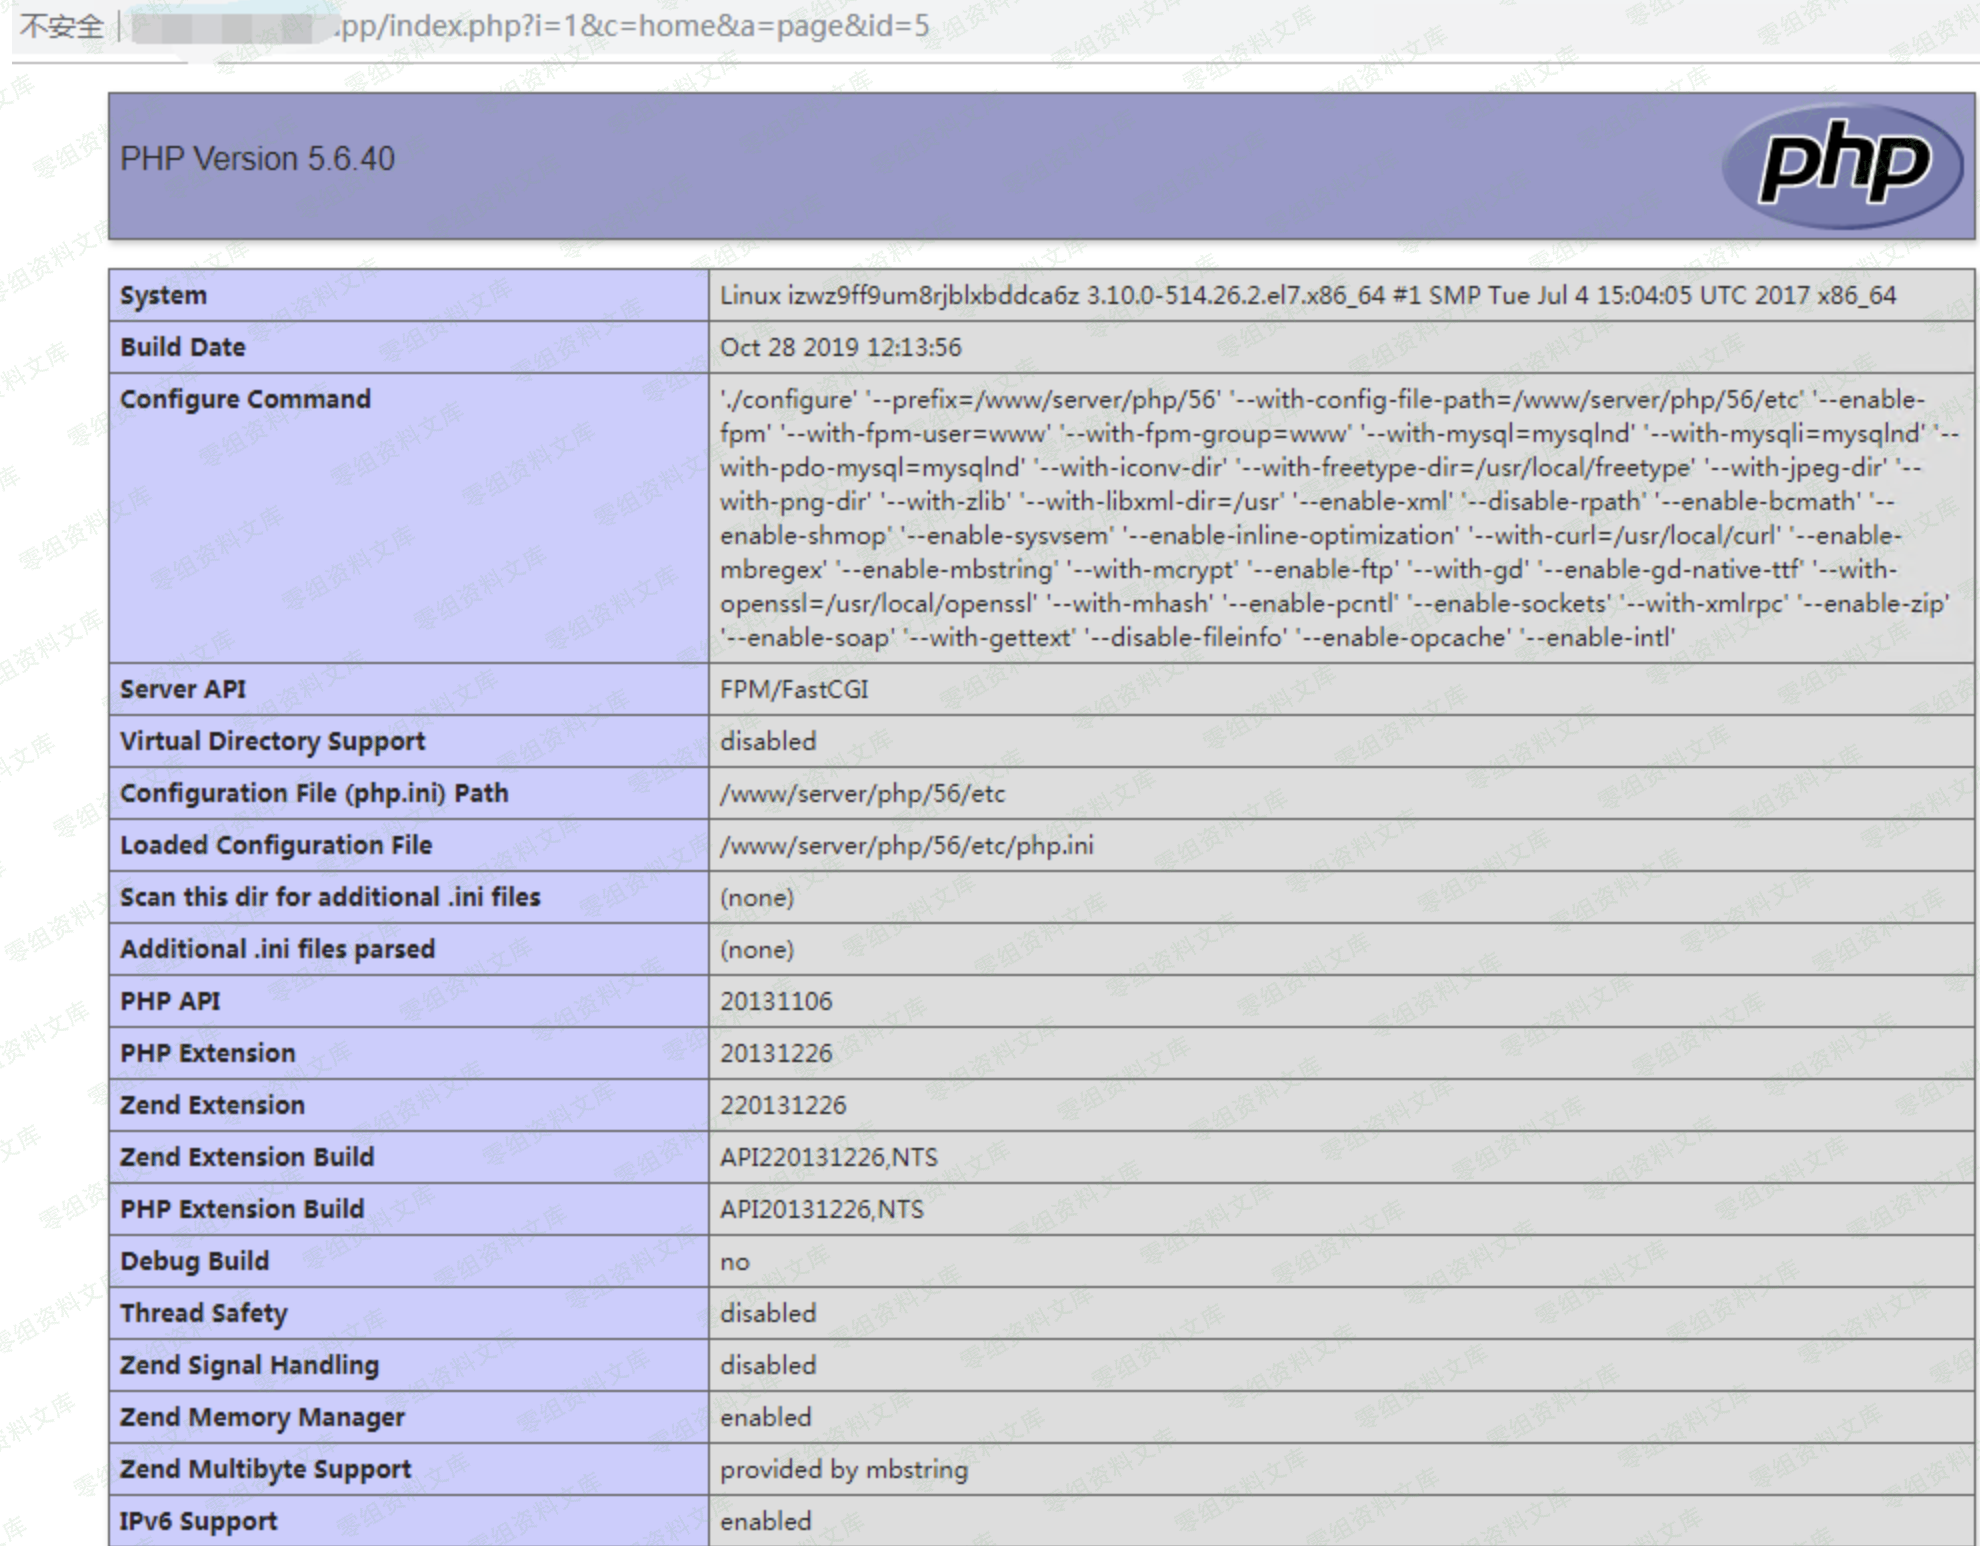 不安全 | .pp/index.php?i=1&c=home&a=page&id=5
PHP Version 5.6.40
php
System Linux izwz9ff9um8rjblxbddca6z 3.10.0-514.26.2.el7.x86_64 #1 SMP Tue Jul 4 15:04:05 UTC 2017 x86_64
Build Date Oct 28 2019 12:13:56
Configure Command './configure' '--prefix=/www/server/php/56' '--with-config-file-path=/www/server/php/56/etc' '--enable-
fpm' '--with-fpm-user=www' '--with-fpm-group=www' '--with-mysql=mysqlnd' '--with-mysqli=mysqlnd' '--
with-pdo-mysql=mysqlnd' '--with-iconv-dir' '--with-freetype-dir=/usr/local/freetype' '--with-jpeg-dir' '--
with-png-dir' '--with-zlib' '--with-libxml-dir=/usr' '--enable-xml' '--disable-rpath' '--enable-bcmath' '--
enable-shmop' '--enable-sysvsem' '--enable-inline-optimization' '--with-curl=/usr/local/curl' '--enable-
mbregex' '--enable-mbstring' '--with-mcrypt' '--enable-ftp' '--with-gd' '--enable-gd-native-ttf' '--with-
openssl=/usr/local/openssl' '--with-mhash' '--enable-pcntl' '--enable-sockets' '--with-xmlrpc' '--enable-zip'
'--enable-soap' '--with-gettext' '--disable-fileinfo' '--enable-opcache' '--enable-intl'
Server API FPM/FastCGI
Virtual Directory Support disabled
Configuration File (php.ini) Path /www/server/php/56/etc
Loaded Configuration File /www/server/php/56/etc/php.ini
Scan this dir for additional .ini files (none)
Additional .ini files parsed (none)
PHP API 20131106
PHP Extension 20131226
Zend Extension 220131226
Zend Extension Build API220131226,NTS
PHP Extension Build API20131226,NTS
Debug Build no
Thread Safety disabled
Zend Signal Handling disabled
Zend Memory Manager enabled
Zend Multibyte Support provided by mbstring
IPv6 Support enabled
零组资料文库